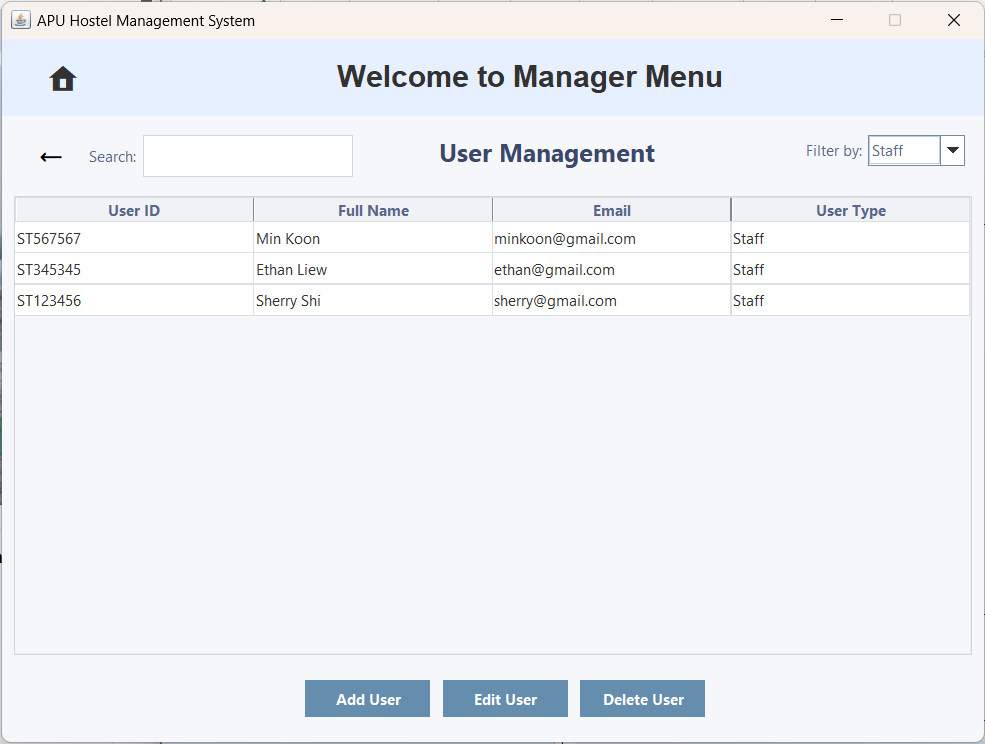 APU Hostel Management System
Welcome to Manager Menu
Search:
User Management
Filter by: Staff
User ID Full Name Email User Type
ST567567 Min Koon minkoon@gmail.com Staff
ST345345 Ethan Liew ethan@gmail.com Staff
ST123456 Sherry Shi sherry@gmail.com Staff
Add User Edit User Delete User